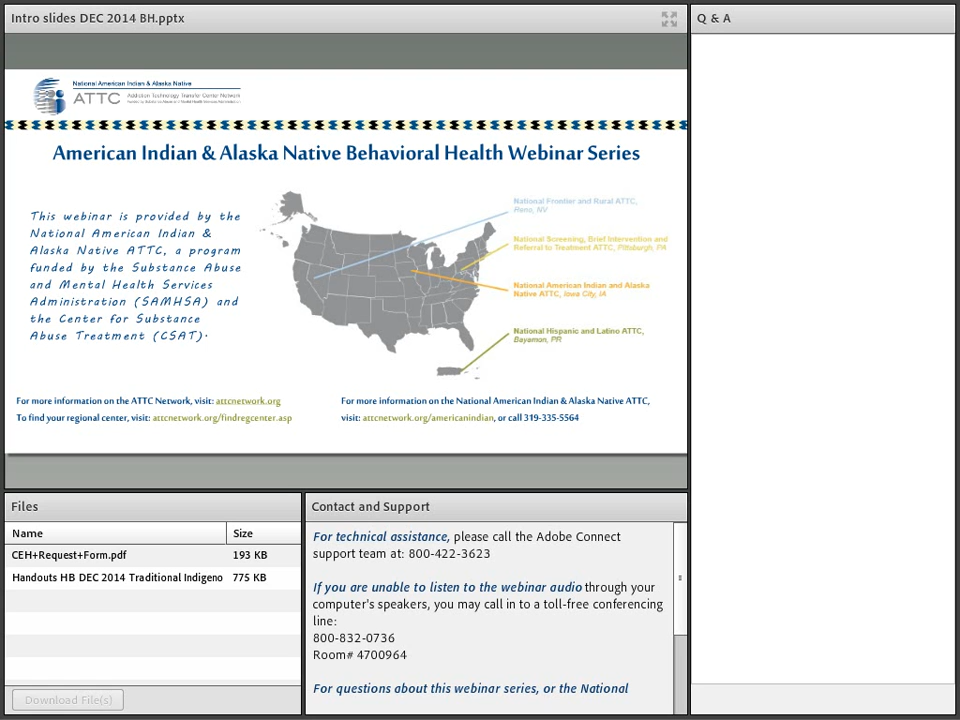 Intro slides DEC 2014 BH.pptx
National American Indian & Alaska Native
ATTC Addiction Technology Transfer Center Network
American Indian & Alaska Native Behavioral Health Webinar Series
This webinar is provided by the
National American Indian &
Alaska Native ATTC, a program
funded by the Substance Abuse
and Mental Health Services
Administration (SAMHSA) and
the Center for Substance
Abuse Treatment (CSAT).
National Frontier and Rural ATTC,
Reno, NV
National Screening, Brief Intervention and
Referral to Treatment ATTC, Pittsburgh, PA
National American Indian and Alaska
Native ATTC, Iowa City, IA
National Hispanic and Latino ATTC,
Bayamon, PR
For more information on the ATTC Network, visit: attcnetwork.org
To find your regional center, visit: attcnetwork.org/findregcenter.asp
For more information on the National American Indian & Alaska Native ATTC,
visit: attcnetwork.org/americanindian, or call 319-335-5564
Files
Name Size
CEH+Request+Form.pdf 193 KB
Handouts HB DEC 2014 Traditional Indigeno 775 KB
Download File(s)
Contact and Support
For technical assistance, please call the Adobe Connect
support team at: 800-422-3623
If you are unable to listen to the webinar audio through your
computer's speakers, you may call in to a toll-free conferencing
line:
800-832-0736
Room# 4700964
For questions about this webinar series, or the National
Q & A